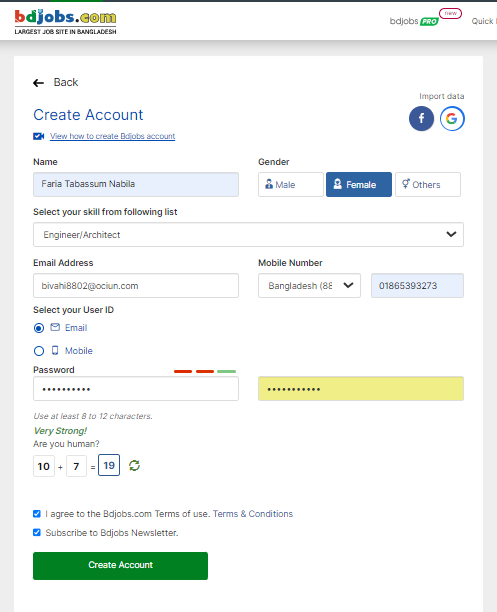 bdjobs.com
LARGEST JOB SITE IN BANGLADESH
bdjobs PRO new Quick
Back
Import data
Create Account
View how to create Bdjobs account
Name Gender
Faria Tabassum Nabila Male Female Others
Select your skill from following list
Engineer/Architect
Email Address Mobile Number
bivahi8802@ociun.com Bangladesh (88 01865393273
Select your User ID
Email
Mobile
Password
•••••••••• •••••••••••
Use at least 8 to 12 characters.
Very Strong!
Are you human?
10 + 7 = 19
I agree to the Bdjobs.com Terms of use. Terms & Conditions
Subscribe to Bdjobs Newsletter.
Create Account